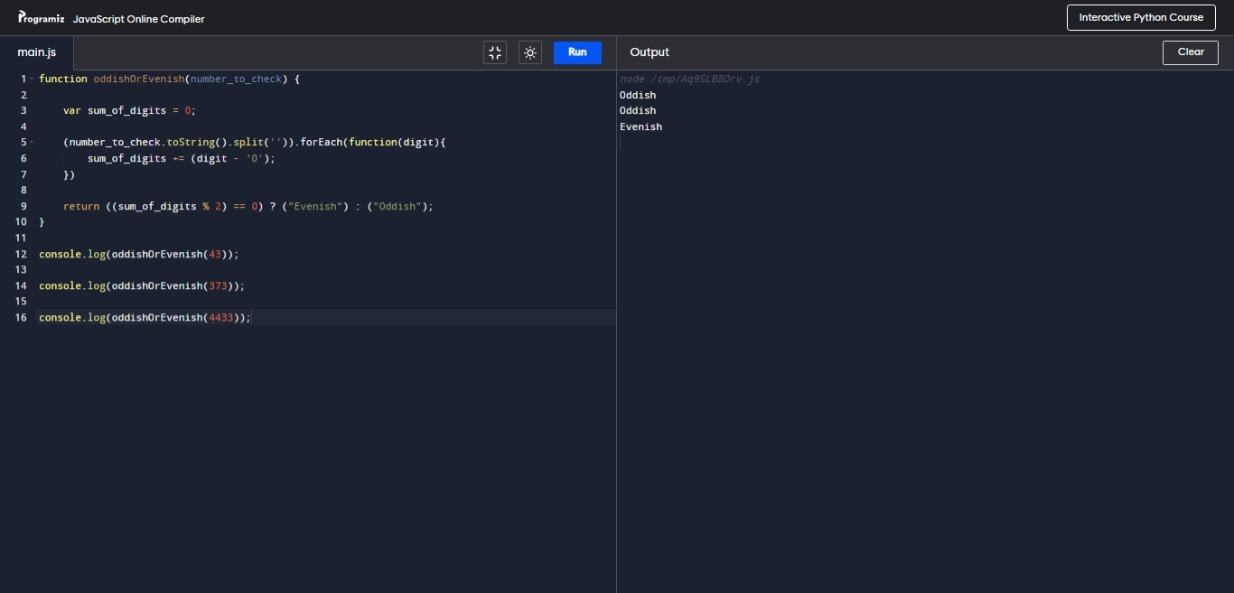 Programiz JavaScript Online Compiler
Interactive Python Course
main.js
Run
Output
Clear
1 function oddishOrEvenish(number_to_check) {
2
3 var sum_of_digits = 0;
4
5 (number_to_check.toString().split('')).forEach(function(digit){
6 sum_of_digits += (digit - '0');
7 })
8
9 return ((sum_of_digits % 2) == 0) ? ("Evenish") : ("Oddish");
10 }
11
12 console.log(oddishOrEvenish(43));
13
14 console.log(oddishOrEvenish(373));
15
16 console.log(oddishOrEvenish(4433));
node /tmp/Aq9SLB8Drv.js
Oddish
Oddish
Evenish